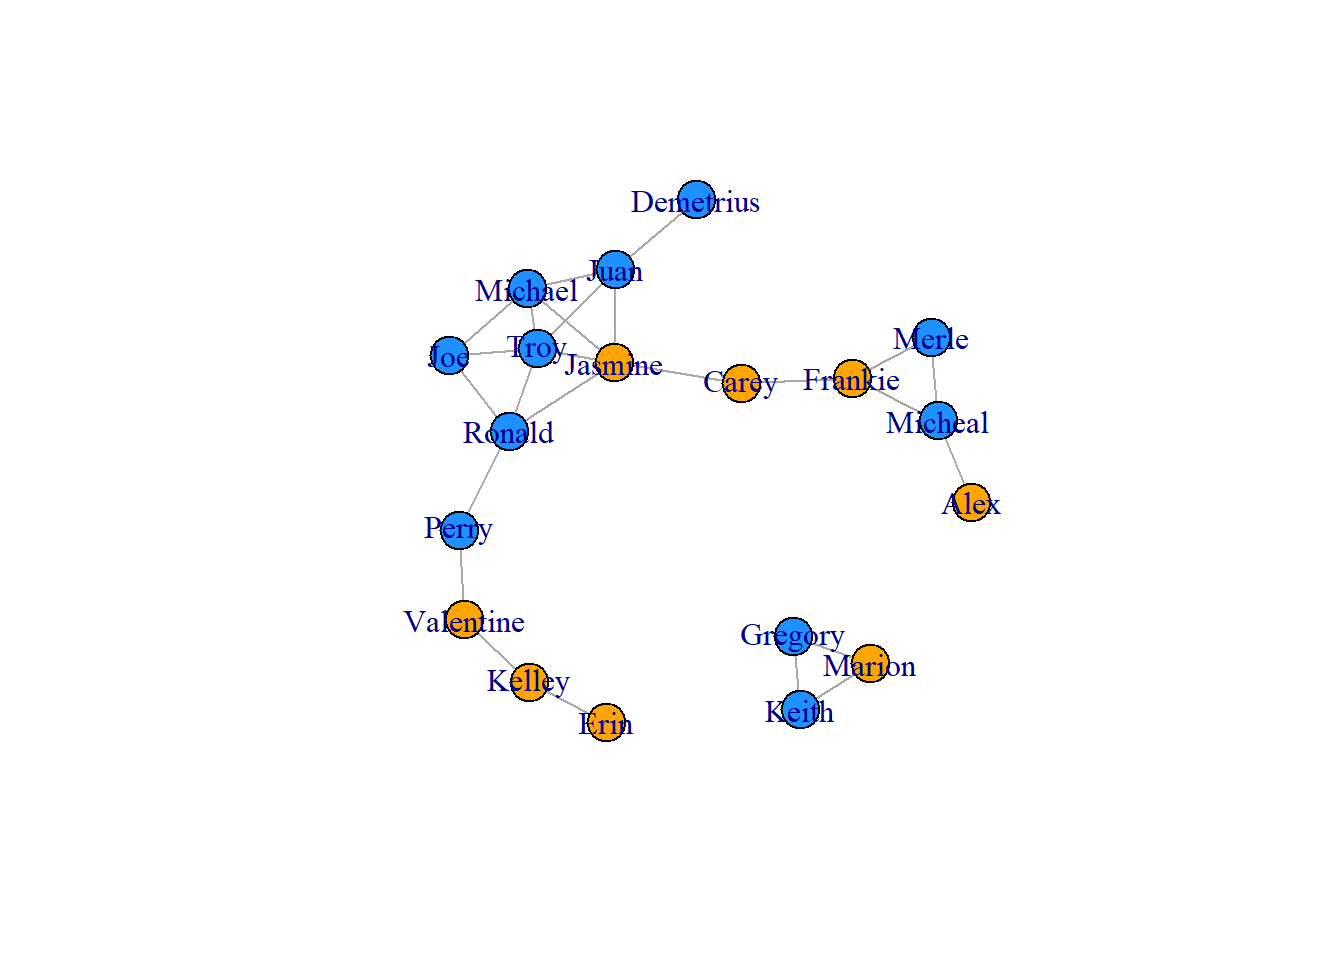 Demetrius
Juan
Michael
Merle
Troy
Joe
Jasmine
Carey
Frankie
Micheal
Ronald
Alex
Perry
Valentine
Gregory
Marion
Kelley
Keith
Erin